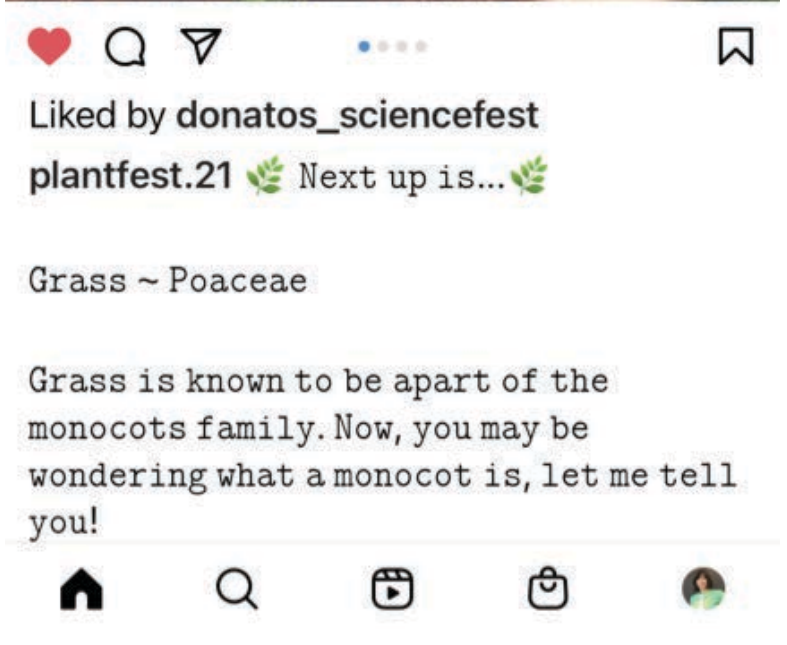 Liked by donatos_sciencefest
plantfest.21 🌿 Next up is...🌿
Grass ~ Poaceae
Grass is known to be apart of the
monocots family. Now, you may be
wondering what a monocot is, let me tell
you!